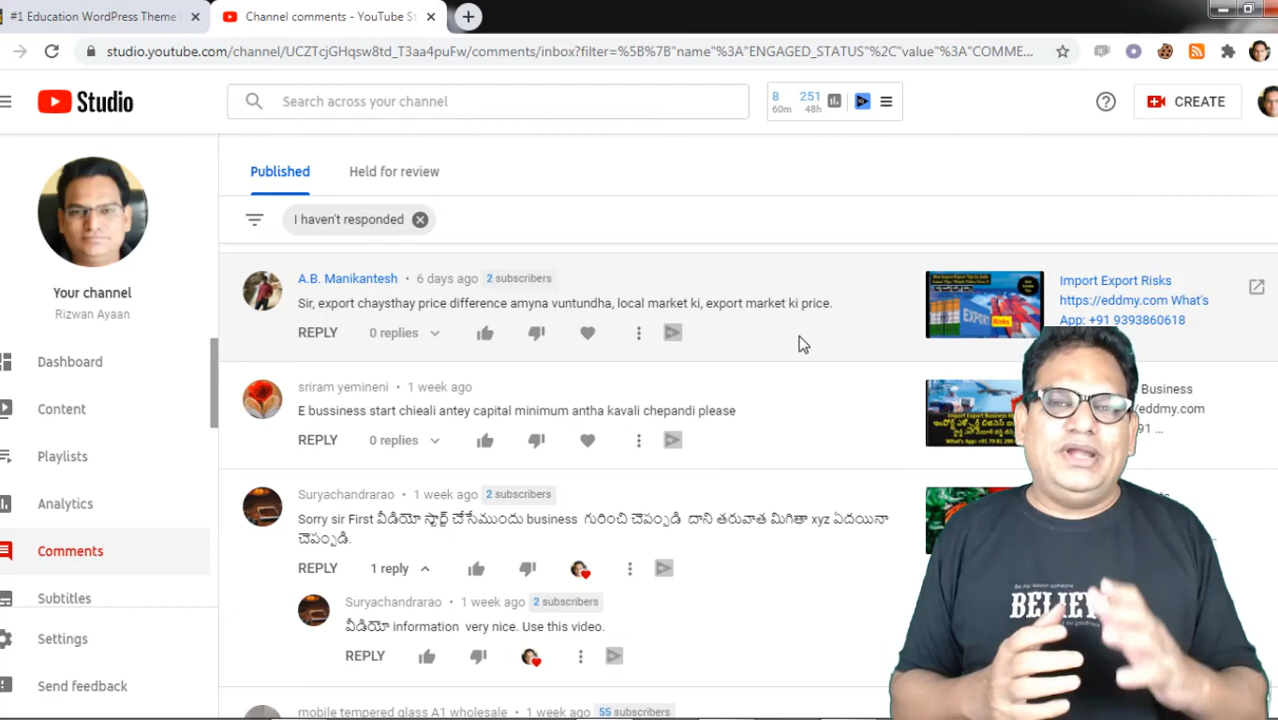 #1 Education WordPress Theme
Channel comments - YouTube St
studio.youtube.com/channel/UCZTcjGHqsw8td_T3aa4puFw/comments/inbox?filter=%5B%7B"name"%3A"ENGAGED_STATUS"%2C"value"%3A"COMME...
Studio
Search across your channel
8 251
60m 48h
CREATE
Published Held for review
I haven't responded
Your channel
Rizwan Ayaan
Dashboard
Content
Playlists
Analytics
Comments
Subtitles
Settings
Send feedback
A.B. Manikantesh • 6 days ago 2 subscribers
Sir, export chaysthay price difference amyna vuntundha, local market ki, export market ki price.
REPLY 0 replies
EXPORT Risks
Import Export Risks
https://eddmy.com What's
App: +91 9393860618
sriram yemineni • 1 week ago
E bussiness start chieali antey capital minimum antha kavali chepandi please
REPLY 0 replies
Business
/eddmy.com
91 ...
Suryachandrarao • 1 week ago 2 subscribers
Sorry sir First వీడియో స్టార్ట్ చేసేముందు business గురించి చెప్పండి దాని తరువాత మిగితా xyz ఏదయినా
చెప్పండి.
REPLY 1 reply
Suryachandrarao • 1 week ago 2 subscribers
వీడియో information very nice. Use this video.
REPLY
mobile tempered glass A1 wholesale • 1 week ago 55 subscribers
BELIEVE